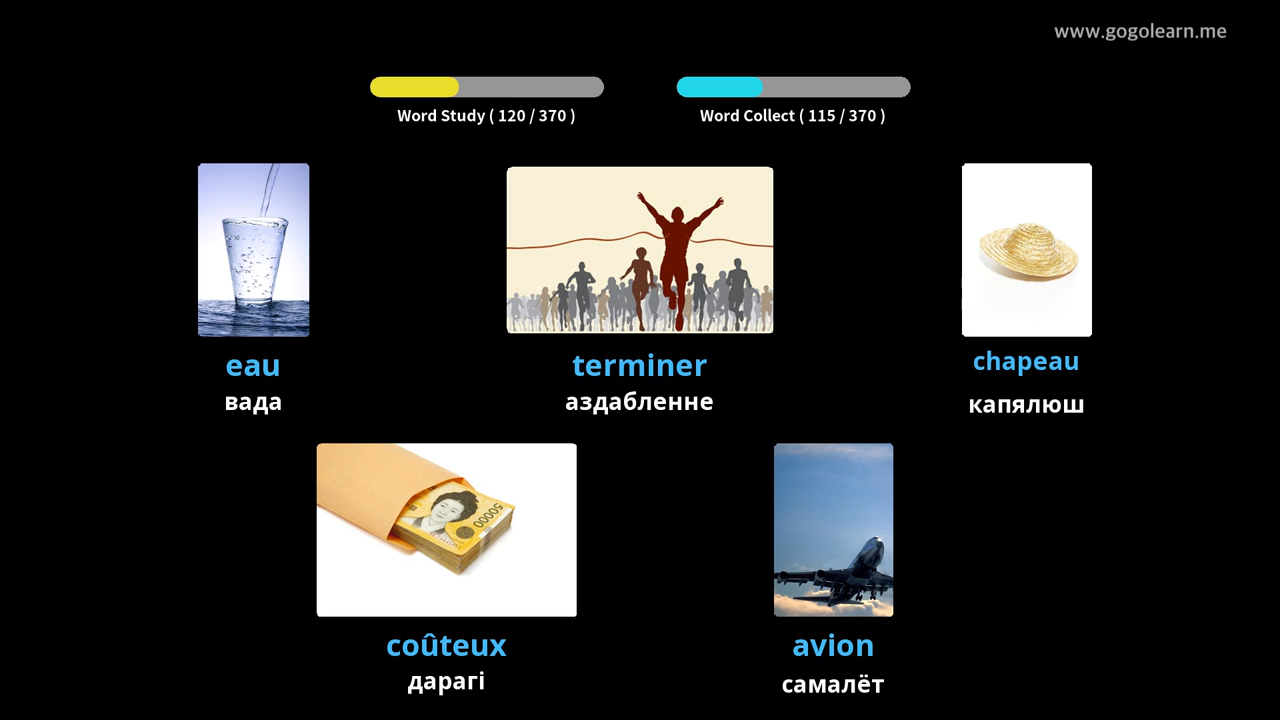 www.gogolearn.me
Word Study ( 120 / 370 )
Word Collect ( 115 / 370 )
eau
вада
terminer
аздабленне
chapeau
капялюш
50000
coûteux
дарагі
avion
самалёт